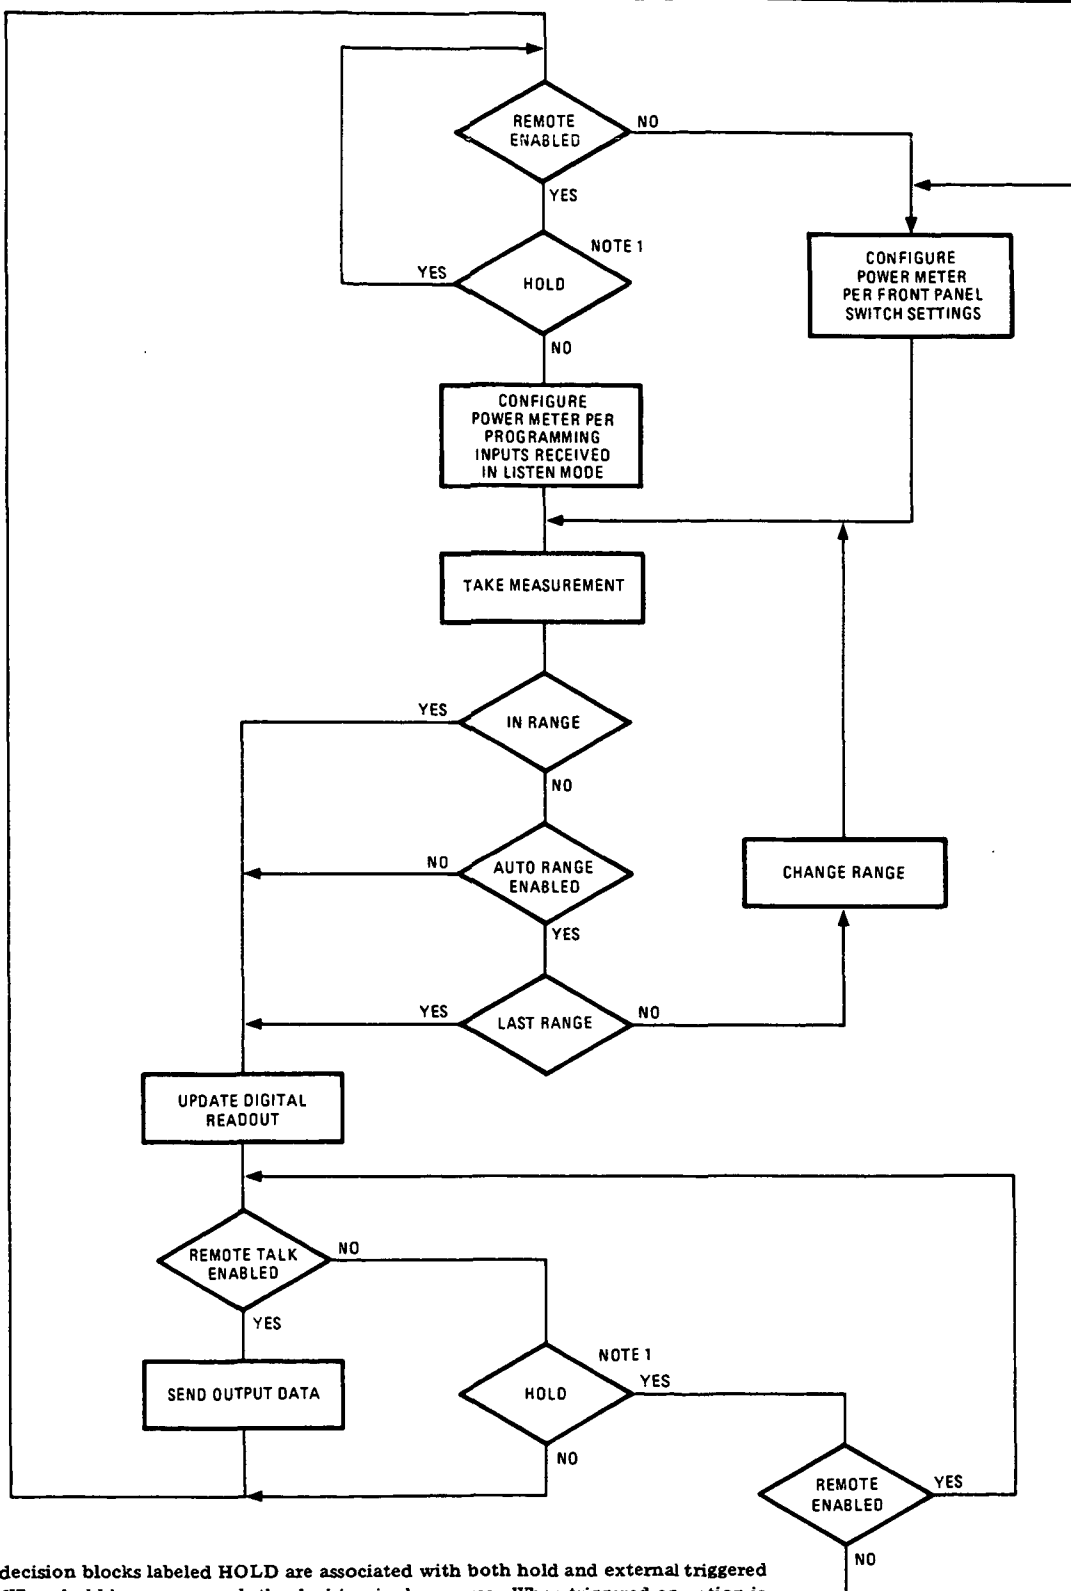 REMOTE
ENABLED
NO
YES
NOTE 1
YES
HOLD
NO
CONFIGURE
POWER METER
PER FRONT PANEL
SWITCH SETTINGS
CONFIGURE
POWER METER PER
PROGRAMMING
INPUTS RECEIVED
IN LISTEN MODE
TAKE MEASUREMENT
YES
IN RANGE
NO
NO
AUTO RANGE
ENABLED
YES
CHANGE RANGE
YES
LAST RANGE
NO
UPDATE DIGITAL
READOUT
REMOTE TALK
ENABLED
NO
YES
SEND OUTPUT DATA
NOTE 1
HOLD
YES
NO
REMOTE
ENABLED
YES
NO
decision blocks labeled HOLD are associated with both hold and external triggered